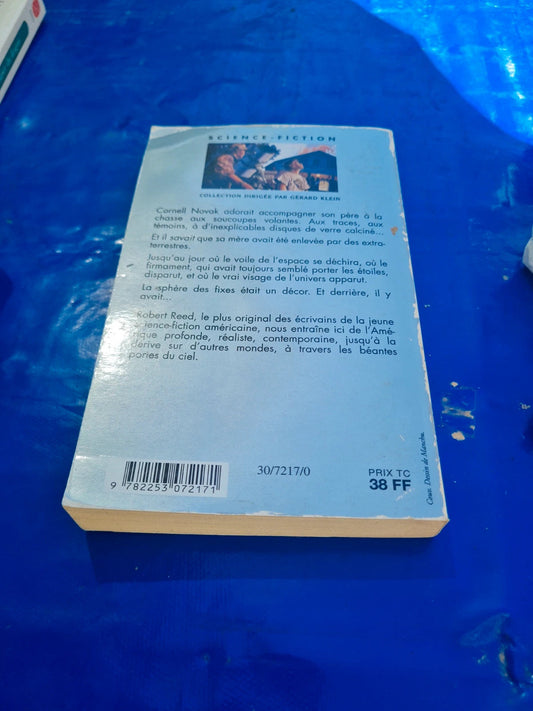 SCIENCE-FICTION
COLLECTION DIRIGÉE PAR GÉRARD KLEIN
Cornell Novak adorait accompagner son père à la
chasse aux soucoupes volantes. Aux traces, aux
témoins, à d'inexplicables disques de verre calciné...
Et il savait que sa mère avait été enlevée par des extra-
terrestres.
Jusqu'au jour où le voile de l'espace se déchira, où le
firmament, qui avait toujours semblé porter les étoiles,
disparut, et où le vrai visage de l'univers apparut.
La sphère des fixes était un décor. Et derrière, il y
avait...
Robert Reed, le plus original des écrivains de la jeune
science-fiction américaine, nous entraîne ici de l'Amé-
rique profonde, réaliste, contemporaine, jusqu'à la
dérive sur d'autres mondes, à travers les béantes
portes du ciel.
30/7217/0
PRIX TC
38 FF
9 782253 072171
Couv. Dessin de Manchu.